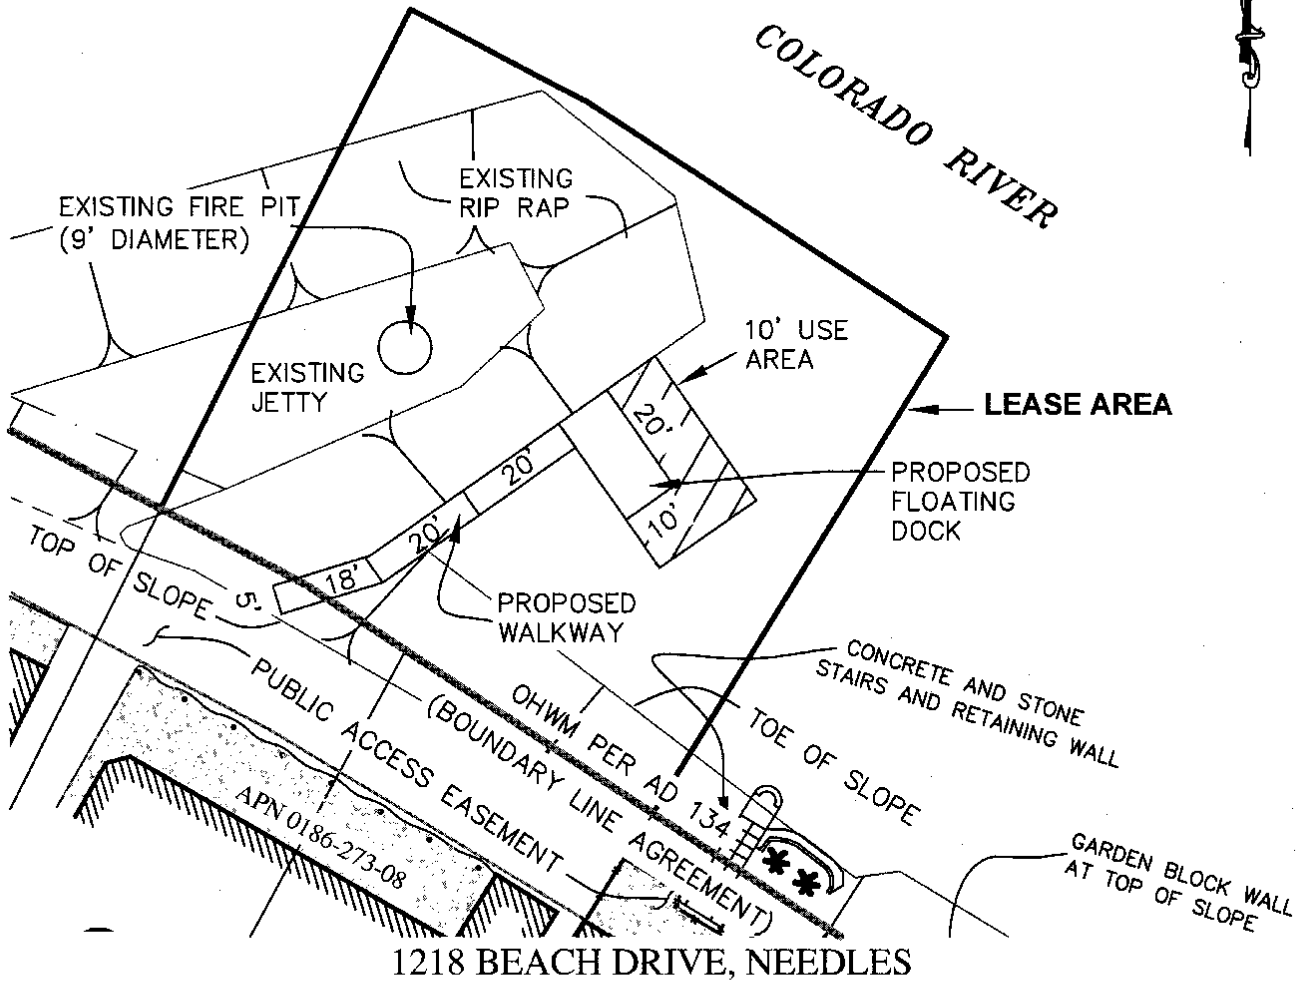 COLORADO RIVER
EXISTING
RIP RAP
EXISTING FIRE PIT
(9' DIAMETER)
10' USE
AREA
EXISTING
JETTY
LEASE AREA
20'
20'
PROPOSED
FLOATING
DOCK
10'
20'
18'
TOP OF SLOPE
5'
PROPOSED
WALKWAY
CONCRETE AND STONE
STAIRS AND RETAINING WALL
PUBLIC ACCESS EASEMENT
OHWM PER AD 134
(BOUNDARY LINE AGREEMENT)
TOE OF SLOPE
APN 0186-273-08
GARDEN BLOCK WALL
AT TOP OF SLOPE
1218 BEACH DRIVE, NEEDLES